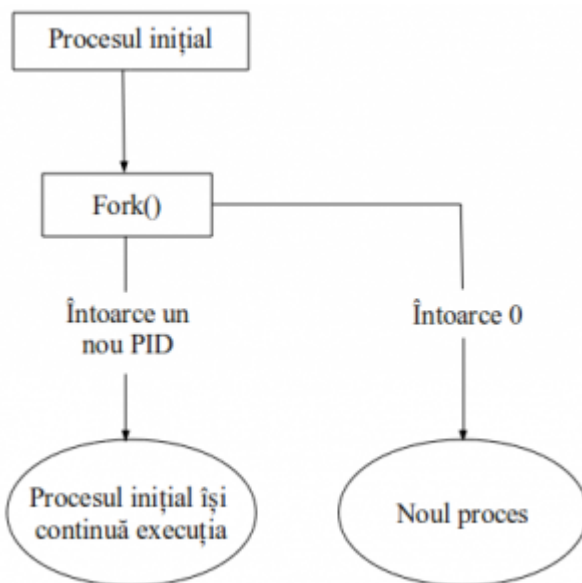 Procesul inițial
Fork()
Întoarce un
nou PID
Întoarce 0
Procesul inițial își
continuă execuția
Noul proces